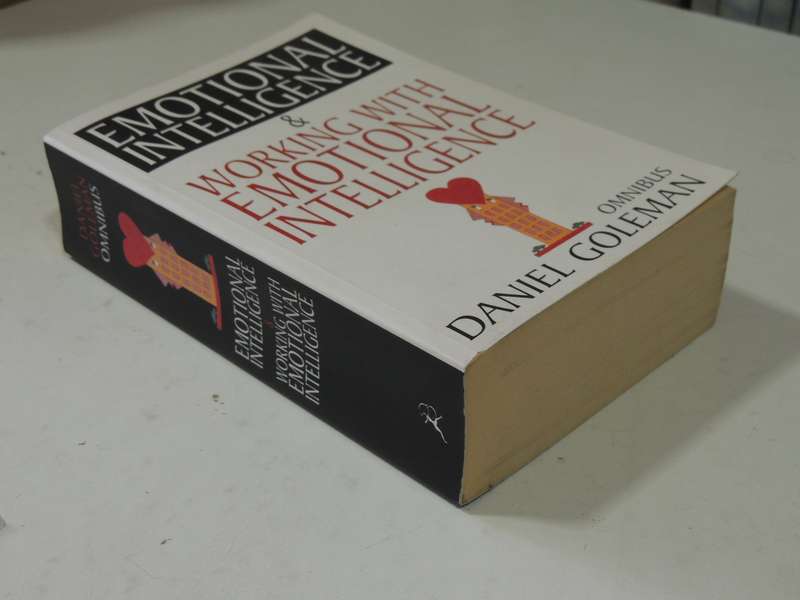 EMOTIONAL
INTELLIGENCE
&
WORKING WITH
EMOTIONAL
INTELLIGENCE
OMNIBUS
DANIEL GOLEMAN
DANIEL
GOLEMAN
OMNIBUS
EMOTIONAL
INTELLIGENCE
&
WORKING WITH
EMOTIONAL
INTELLIGENCE